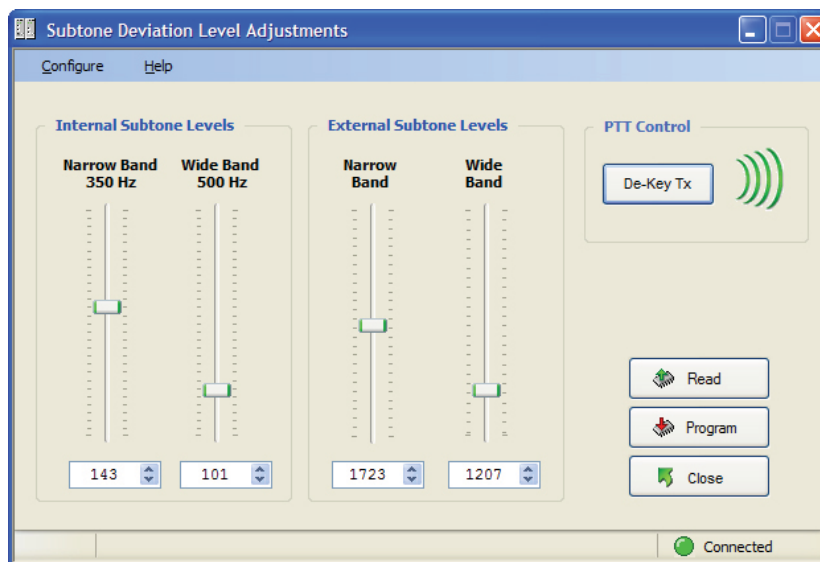 Subtone Deviation Level Adjustments
Configure Help
Internal Subtone Levels
Narrow Band
350 Hz
Wide Band
500 Hz
143
101
External Subtone Levels
Narrow
Band
Wide
Band
1723
1207
PTT Control
De-Key Tx
Read
Program
Close
Connected